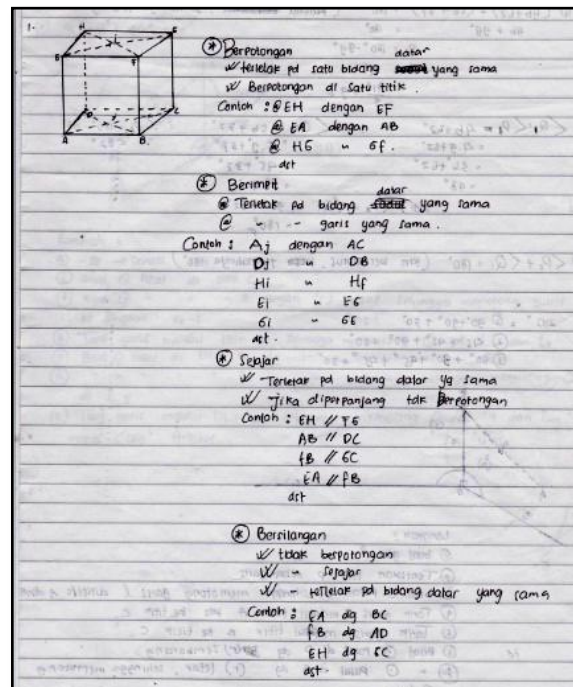 1.
H G
E F
i
D C
j
A B
* Berpotongan
W terletak pd satu bidang datar yang sama
W Berpotongan di satu titik.
Contoh : @ EH dengan EF
@ EA dengan AB
@ HG " Gf.
dst
* Berimpit
@ Terletak pd bidang datar yang sama
@ " - garis yang sama.
Contoh : Aj dengan AC
Dj " DB
Hi " Hf
Ei " EG
Gi " GE
dst.
* Sejajar
W Terletak pd bidang datar yg sama
W jika diperpanjang tdk Berpotongan
Contoh : EH // FG
AB // DC
fB // GC
EA // fB
dst
* Bersilangan
W tidak berpotongan
W " sejajar
W " terletak pd bidang datar yang sama
Contoh : EA dg BC
fB dg AD
EH dg GC
dst.